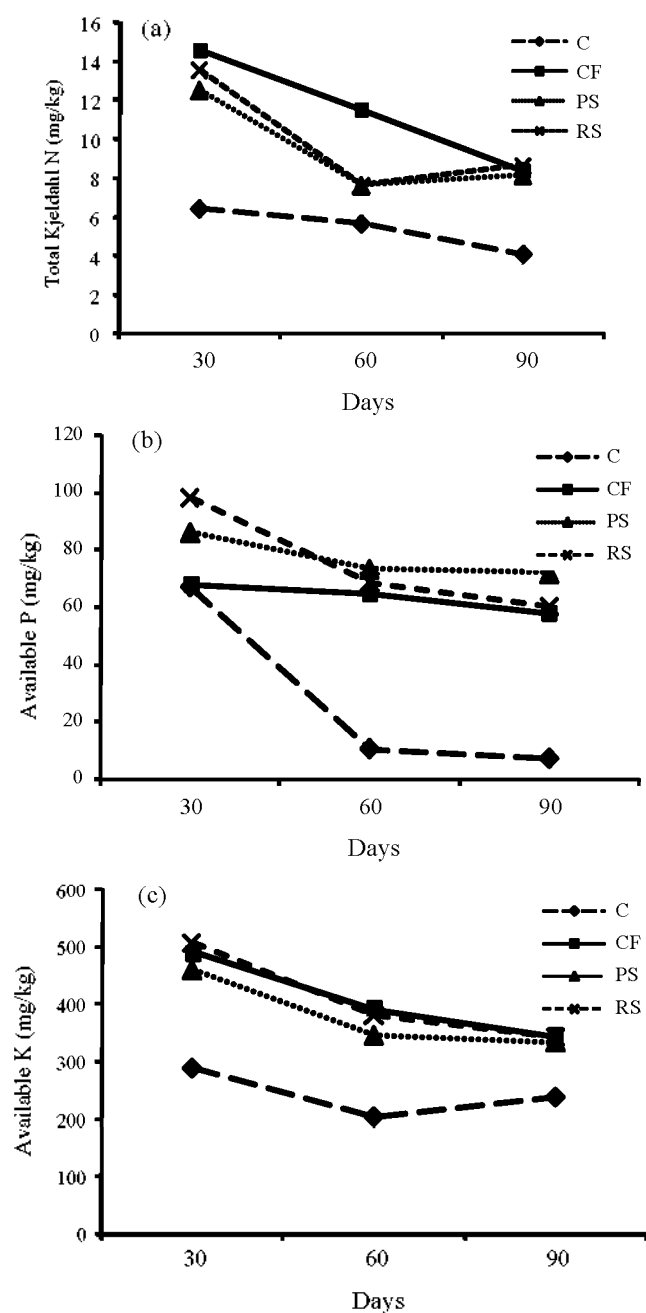 (a)
16
14
12
10
8
6
4
2
0
Total Kjeldahl N (mg/kg)
C
CF
PS
RS
30 60 90
Days
(b)
120
100
80
60
40
20
0
Available P (mg/kg)
C
CF
PS
RS
30 60 90
Days
(c)
600
500
400
300
200
100
0
Available K (mg/kg)
C
CF
PS
RS
30 60 90
Days